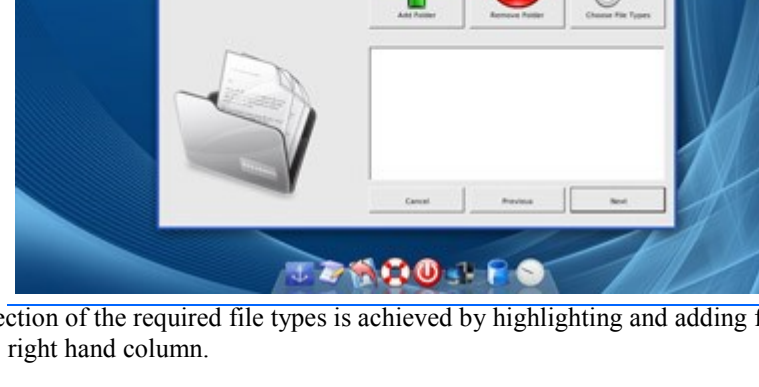 Add Folder Remove Folder Choose File Types
Cancel Previous Next
ection of the required file types is achieved by highlighting and adding f
right hand column.